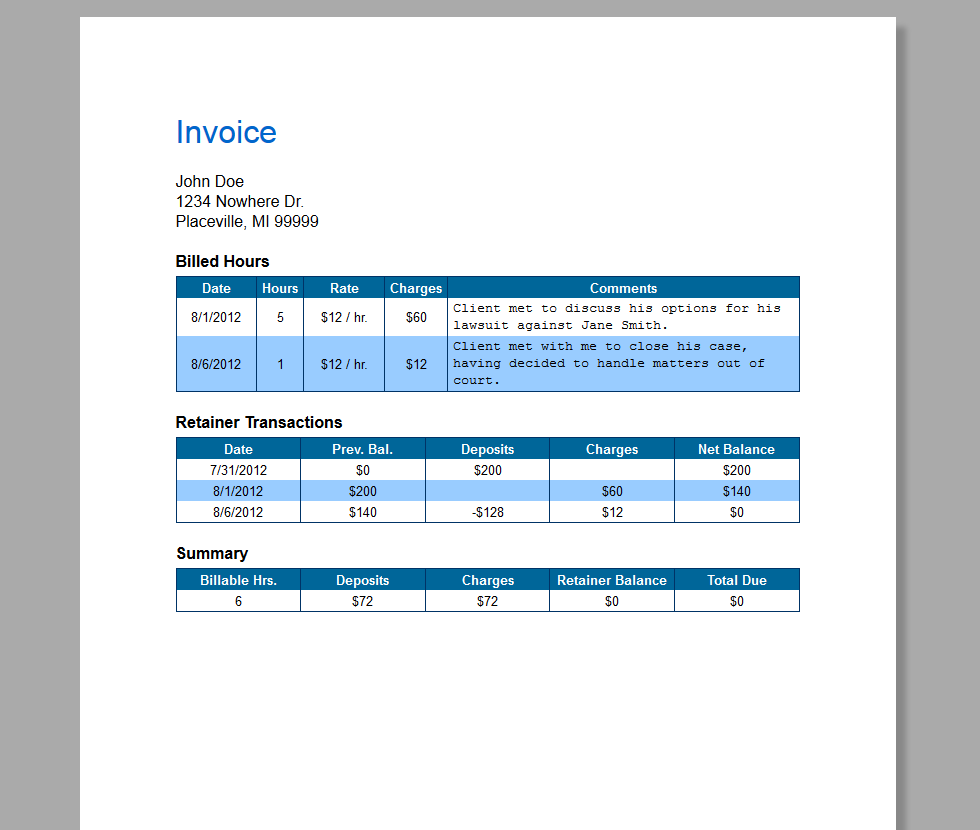 Invoice
John Doe
1234 Nowhere Dr.
Placeville, MI 99999
Billed Hours
Date Hours Rate Charges Comments
8/1/2012 5 $12 / hr. $60 Client met to discuss his options for his
lawsuit against Jane Smith.
8/6/2012 1 $12 / hr. $12 Client met with me to close his case,
having decided to handle matters out of
court.
Retainer Transactions
Date Prev. Bal. Deposits Charges Net Balance
7/31/2012 $0 $200 $200
8/1/2012 $200 $60 $140
8/6/2012 $140 -$128 $12 $0
Summary
Billable Hrs. Deposits Charges Retainer Balance Total Due
6 $72 $72 $0 $0